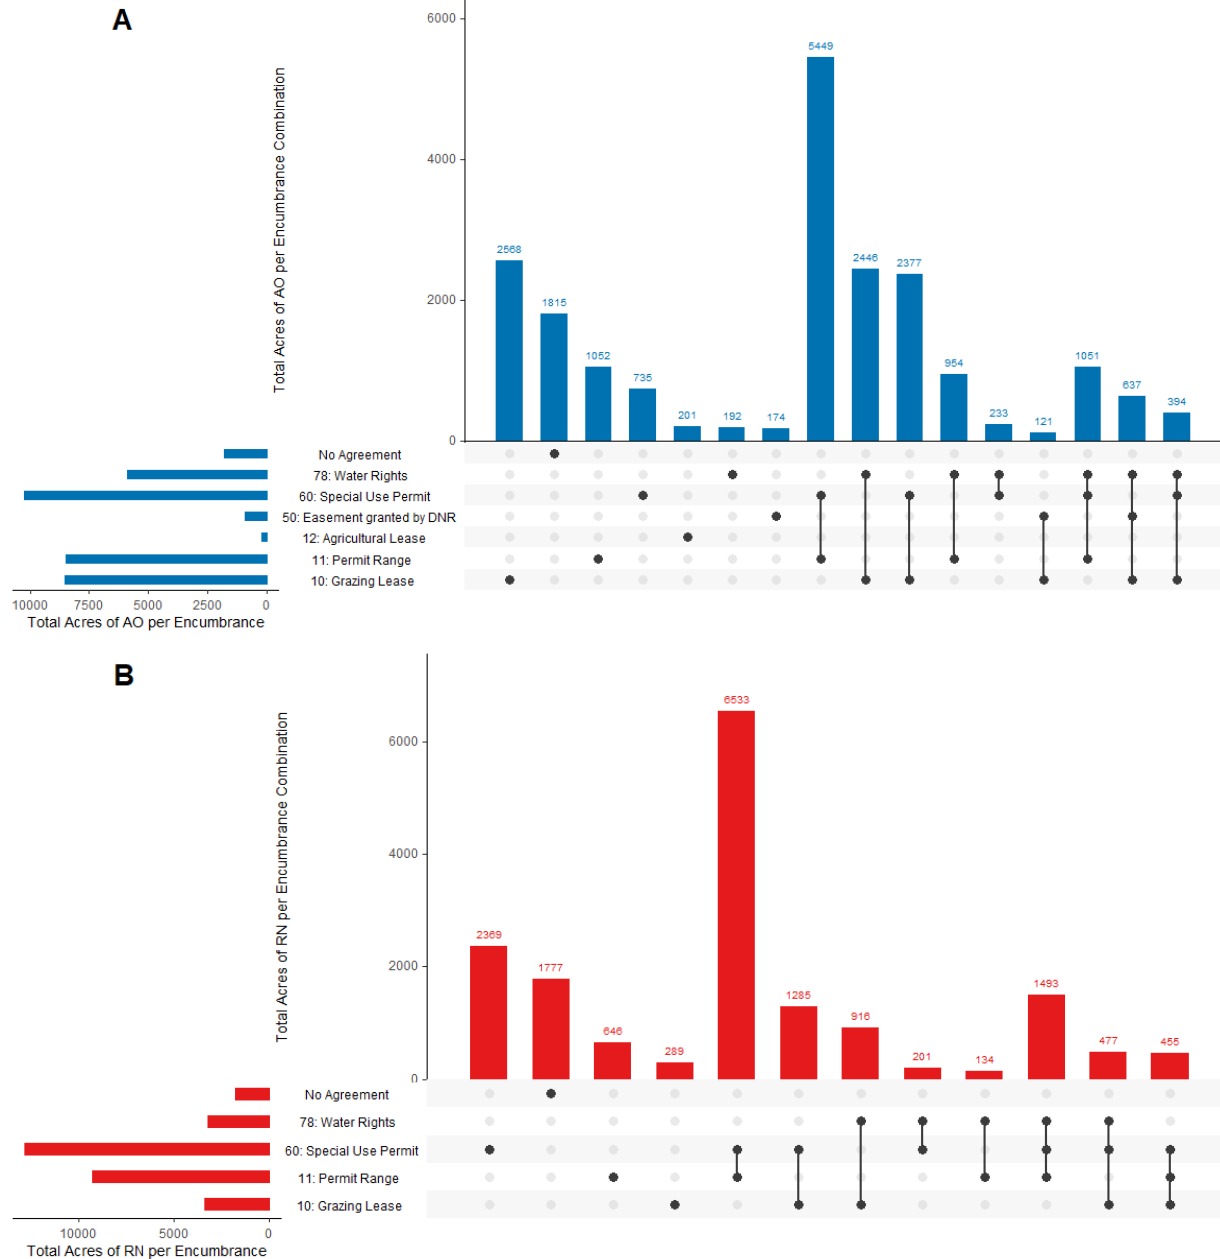 A
Total Acres of AO per Encumbrance Combination
6000
4000
2000
0
5449
2568
2446
2377
1815
1052
1051
954
735
637
394
201
192
174
233
121
No Agreement
78: Water Rights
60: Special Use Permit
50: Easement granted by DNR
12: Agricultural Lease
11: Permit Range
10: Grazing Lease
10000 7500 5000 2500 0
Total Acres of AO per Encumbrance
B
Total Acres of RN per Encumbrance Combination
6000
4000
2000
0
6533
2369
1777
1493
1285
916
646
477
455
289
201
134
No Agreement
78: Water Rights
60: Special Use Permit
11: Permit Range
10: Grazing Lease
10000 5000 0
Total Acres of RN per Encumbrance